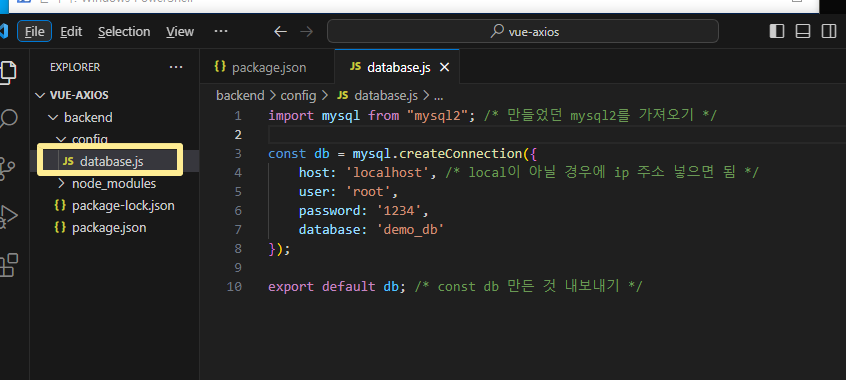 Windows PowerShell
File Edit Selection View ··· vue-axios
EXPLORER ···
VUE-AXIOS
backend
config
JS database.js
node_modules
{} package-lock.json
{} package.json
{} package.json JS database.js ×
backend > config > JS database.js > ...
1 import mysql from "mysql2"; /* 만들었던 mysql2를 가져오기 */
2
3 const db = mysql.createConnection({
4 host: 'localhost', /* local이 아닐 경우에 ip 주소 넣으면 됨 */
5 user: 'root',
6 password: '1234',
7 database: 'demo_db'
8 });
9
10 export default db; /* const db 만든 것 내보내기 */